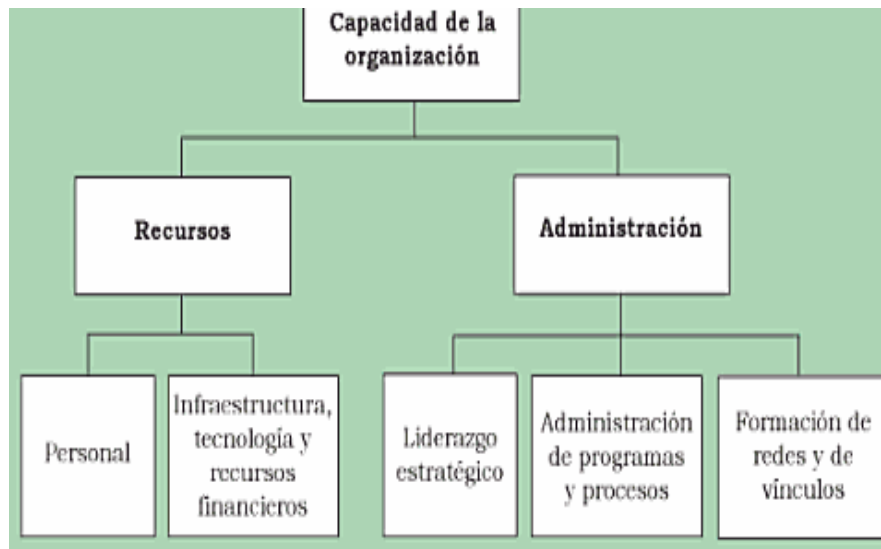 Capacidad de la
organización
Recursos
Administración
Personal
Infraestructura,
tecnología y
recursos
financieros
Liderazgo
estratégico
Administración
de programas
y procesos
Formación de
redes y de
vínculos